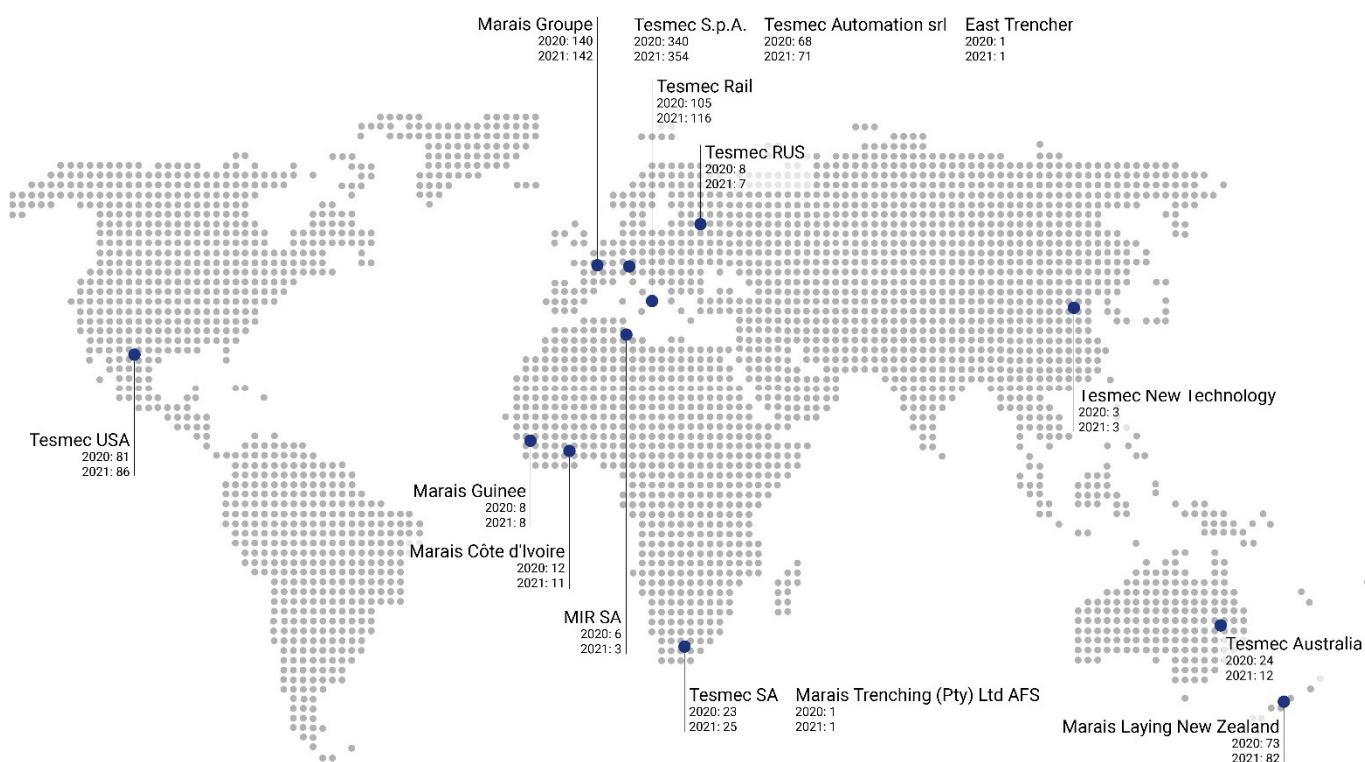 Marais Groupe
2020: 140
2021: 142
Tesmec S.p.A.
2020: 340
2021: 354
Tesmec Automation srl
2020: 68
2021: 71
East Trencher
2020: 1
2021: 1
Tesmec Rail
2020: 105
2021: 116
Tesmec RUS
2020: 8
2021: 7
Tesmec New Technology
2020: 3
2021: 3
Tesmec USA
2020: 81
2021: 86
Marais Guinee
2020: 8
2021: 8
Marais Côte d'Ivoire
2020: 12
2021: 11
MIR SA
2020: 6
2021: 3
Tesmec SA
2020: 23
2021: 25
Marais Trenching (Pty) Ltd AFS
2020: 1
2021: 1
Tesmec Australia
2020: 24
2021: 12
Marais Laying New Zealand
2020: 73
2021: 82